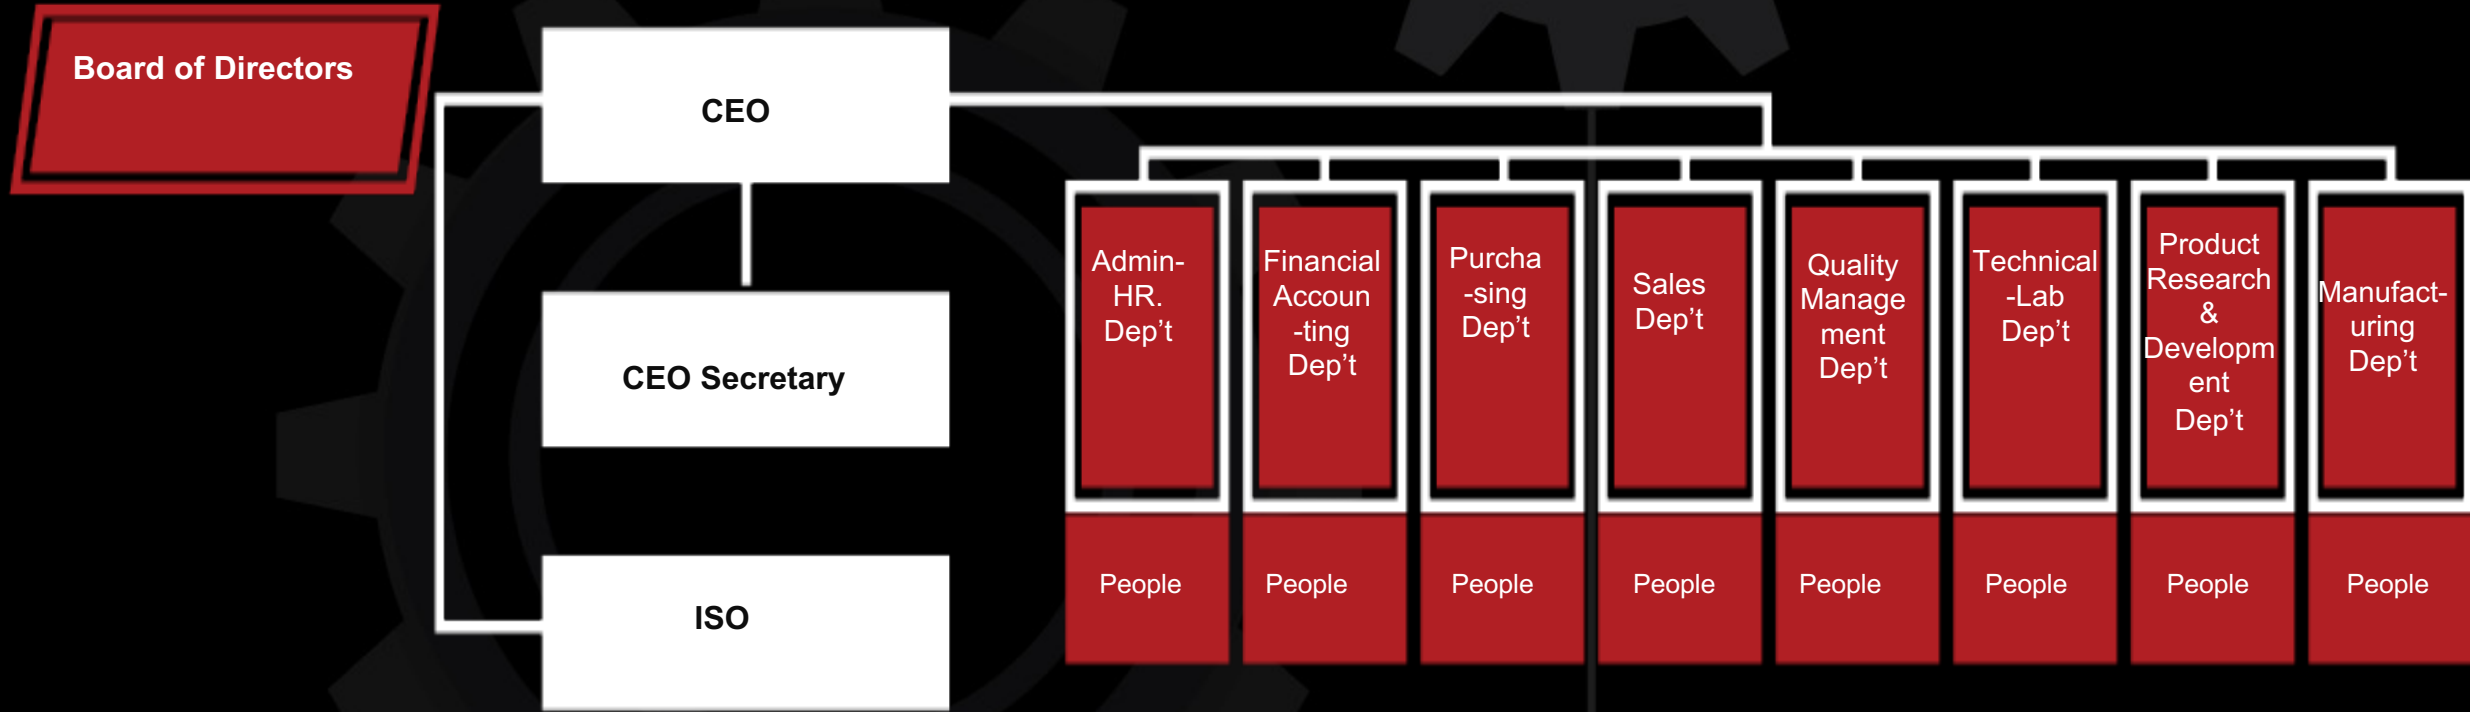 Board of Directors
CEO
CEO Secretary
ISO
Admin-
HR.
Dep’t
Financial
Accoun
-ting
Dep’t
Purcha
-sing
Dep’t
Sales
Dep’t
Quality
Manage
ment
Dep’t
Technical
-Lab
Dep’t
Product
Research
&
Developm
ent
Dep’t
Manufact-
uring
Dep’t
People
People
People
People
People
People
People
People